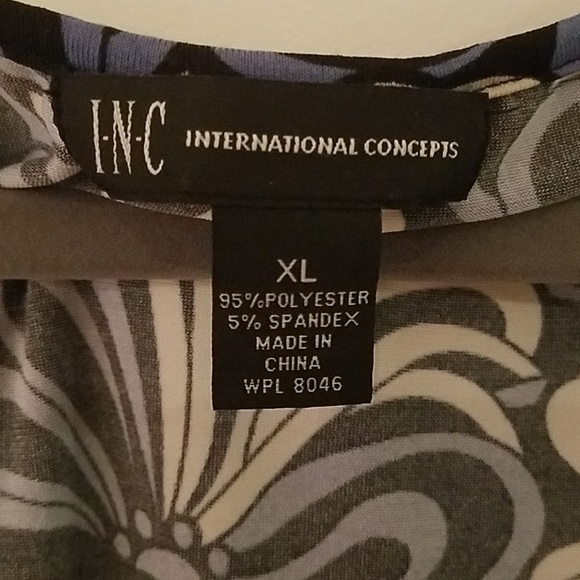 I·N·C INTERNATIONAL CONCEPTS
XL
95%POLYESTER
5% SPANDEX
MADE IN
CHINA
WPL 8046